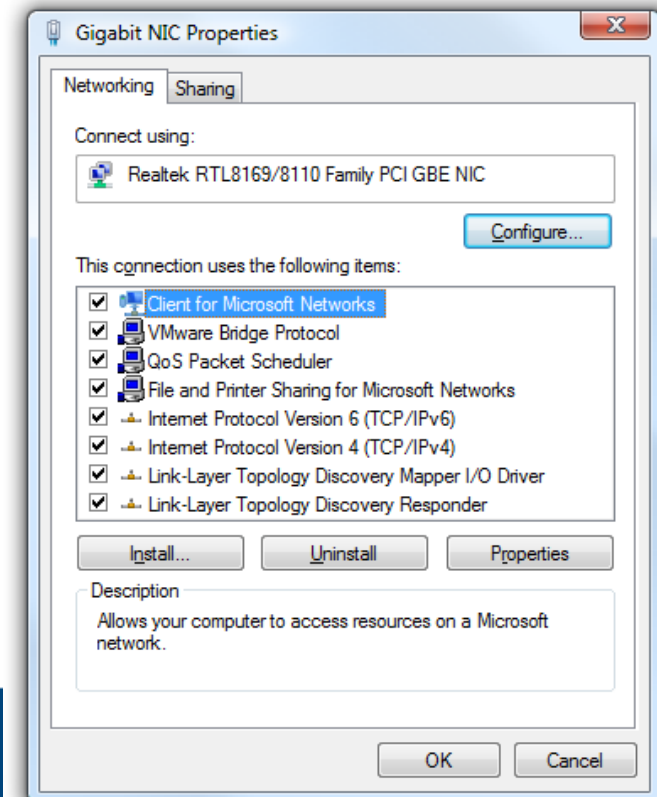 Gigabit NIC Properties
Networking
Sharing
Connect using:
Realtek RTL8169/8110 Family PCI GBE NIC
Configure...
This connection uses the following items:
Client for Microsoft Networks
VMware Bridge Protocol
QoS Packet Scheduler
File and Printer Sharing for Microsoft Networks
Internet Protocol Version 6 (TCP/IPv6)
Internet Protocol Version 4 (TCP/IPv4)
Link-Layer Topology Discovery Mapper I/O Driver
Link-Layer Topology Discovery Responder
Install...
Uninstall
Properties
Description
Allows your computer to access resources on a Microsoft
network.
OK
Cancel